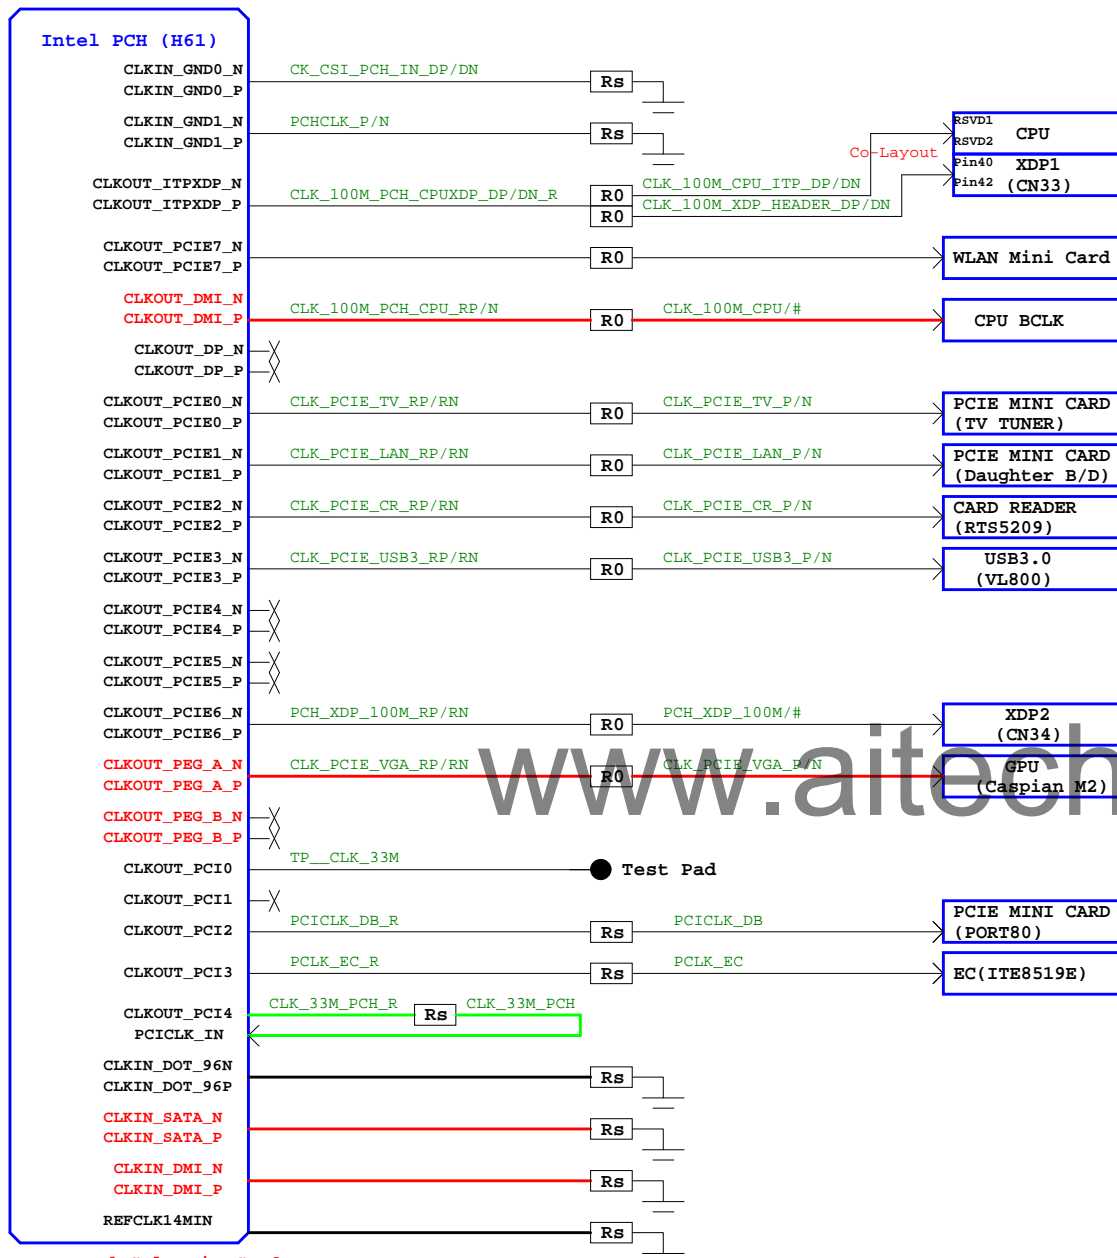 Intel PCH (H61)
CLKIN_GND0_N CK_CSI_PCH_IN_DP/DN
CLKIN_GND0_P Rs
CLKIN_GND1_N PCHCLK_P/N
CLKIN_GND1_P Rs
RSVD1
RSVD2 CPU
Co-Layout
Pin40 XDP1
Pin42 (CN33)
CLKOUT_ITPXDP_N CLK_100M_CPU_ITP_DP/DN
CLKOUT_ITPXDP_P CLK_100M_PCH_CPUXDP_DP/DN_R R0 CLK_100M_XDP_HEADER_DP/DN
R0
CLKOUT_PCIE7_N
CLKOUT_PCIE7_P R0 WLAN Mini Card
CLKOUT_DMI_N
CLKOUT_DMI_P CLK_100M_PCH_CPU_RP/N R0 CLK_100M_CPU/# CPU BCLK
CLKOUT_DP_N
CLKOUT_DP_P
CLKOUT_PCIE0_N CLK_PCIE_TV_RP/RN CLK_PCIE_TV_P/N PCIE MINI CARD
CLKOUT_PCIE0_P R0 (TV TUNER)
CLKOUT_PCIE1_N CLK_PCIE_LAN_RP/RN CLK_PCIE_LAN_P/N PCIE MINI CARD
CLKOUT_PCIE1_P R0 (Daughter B/D)
CLKOUT_PCIE2_N CLK_PCIE_CR_RP/RN CLK_PCIE_CR_P/N CARD READER
CLKOUT_PCIE2_P R0 (RTS5209)
CLKOUT_PCIE3_N CLK_PCIE_USB3_RP/RN CLK_PCIE_USB3_P/N USB3.0
CLKOUT_PCIE3_P R0 (VL800)
CLKOUT_PCIE4_N
CLKOUT_PCIE4_P
CLKOUT_PCIE5_N
CLKOUT_PCIE5_P
CLKOUT_PCIE6_N PCH_XDP_100M_RP/RN PCH_XDP_100M/# XDP2
CLKOUT_PCIE6_P R0 (CN34)
CLKOUT_PEG_A_N CLK_PCIE_VGA_RP/RN CLK_PCIE_VGA_P/N GPU
CLKOUT_PEG_A_P R0 (Caspian M2)
www.aitech
CLKOUT_PEG_B_N
CLKOUT_PEG_B_P
CLKOUT_PCI0 TP__CLK_33M Test Pad
CLKOUT_PCI1
CLKOUT_PCI2 PCICLK_DB_R Rs PCICLK_DB PCIE MINI CARD
(PORT80)
CLKOUT_PCI3 PCLK_EC_R Rs PCLK_EC EC(ITE8519E)
CLKOUT_PCI4 CLK_33M_PCH_R Rs CLK_33M_PCH
PCICLK_IN
CLKIN_DOT_96N
CLKIN_DOT_96P Rs
CLKIN_SATA_N
CLKIN_SATA_P Rs
CLKIN_DMI_N
CLKIN_DMI_P Rs
REFCLK14MIN Rs